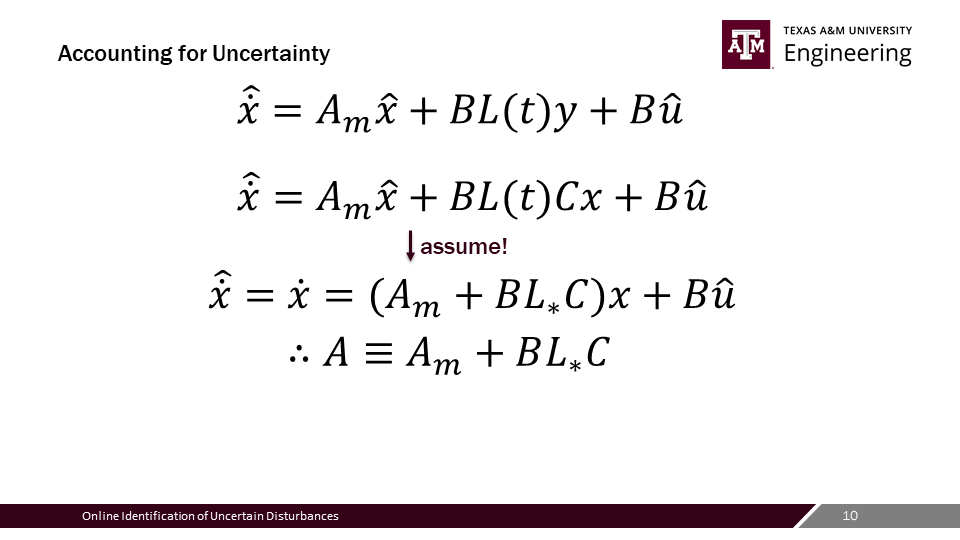 Accounting for Uncertainty
TEXAS A&M UNIVERSITY
Engineering
ATM
$\hat{\dot{x}} = A_m\hat{x} + BL(t)y + B\hat{u}$
$\hat{\dot{x}} = A_m\hat{x} + BL(t)Cx + B\hat{u}$
assume!
$\hat{\dot{x}} = \dot{x} = (A_m + BL_*C)x + B\hat{u}$
$\therefore A \equiv A_m + BL_*C$
Online Identification of Uncertain Disturbances
10